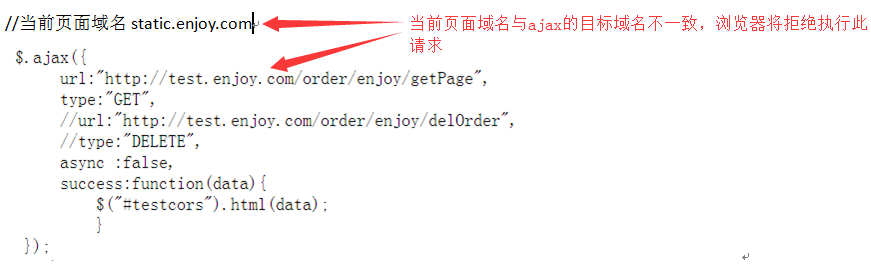 //当前页面域名 static.enjoy.com
当前页面域名与ajax的目标域名不一致，浏览器将拒绝执行此
请求
$.ajax({
url:"http://test.enjoy.com/order/enjoy/getPage",
type:"GET",
//url:"http://test.enjoy.com/order/enjoy/delOrder",
//type:"DELETE",
async :false,
success:function(data){
$("#testcors").html(data);
}
});